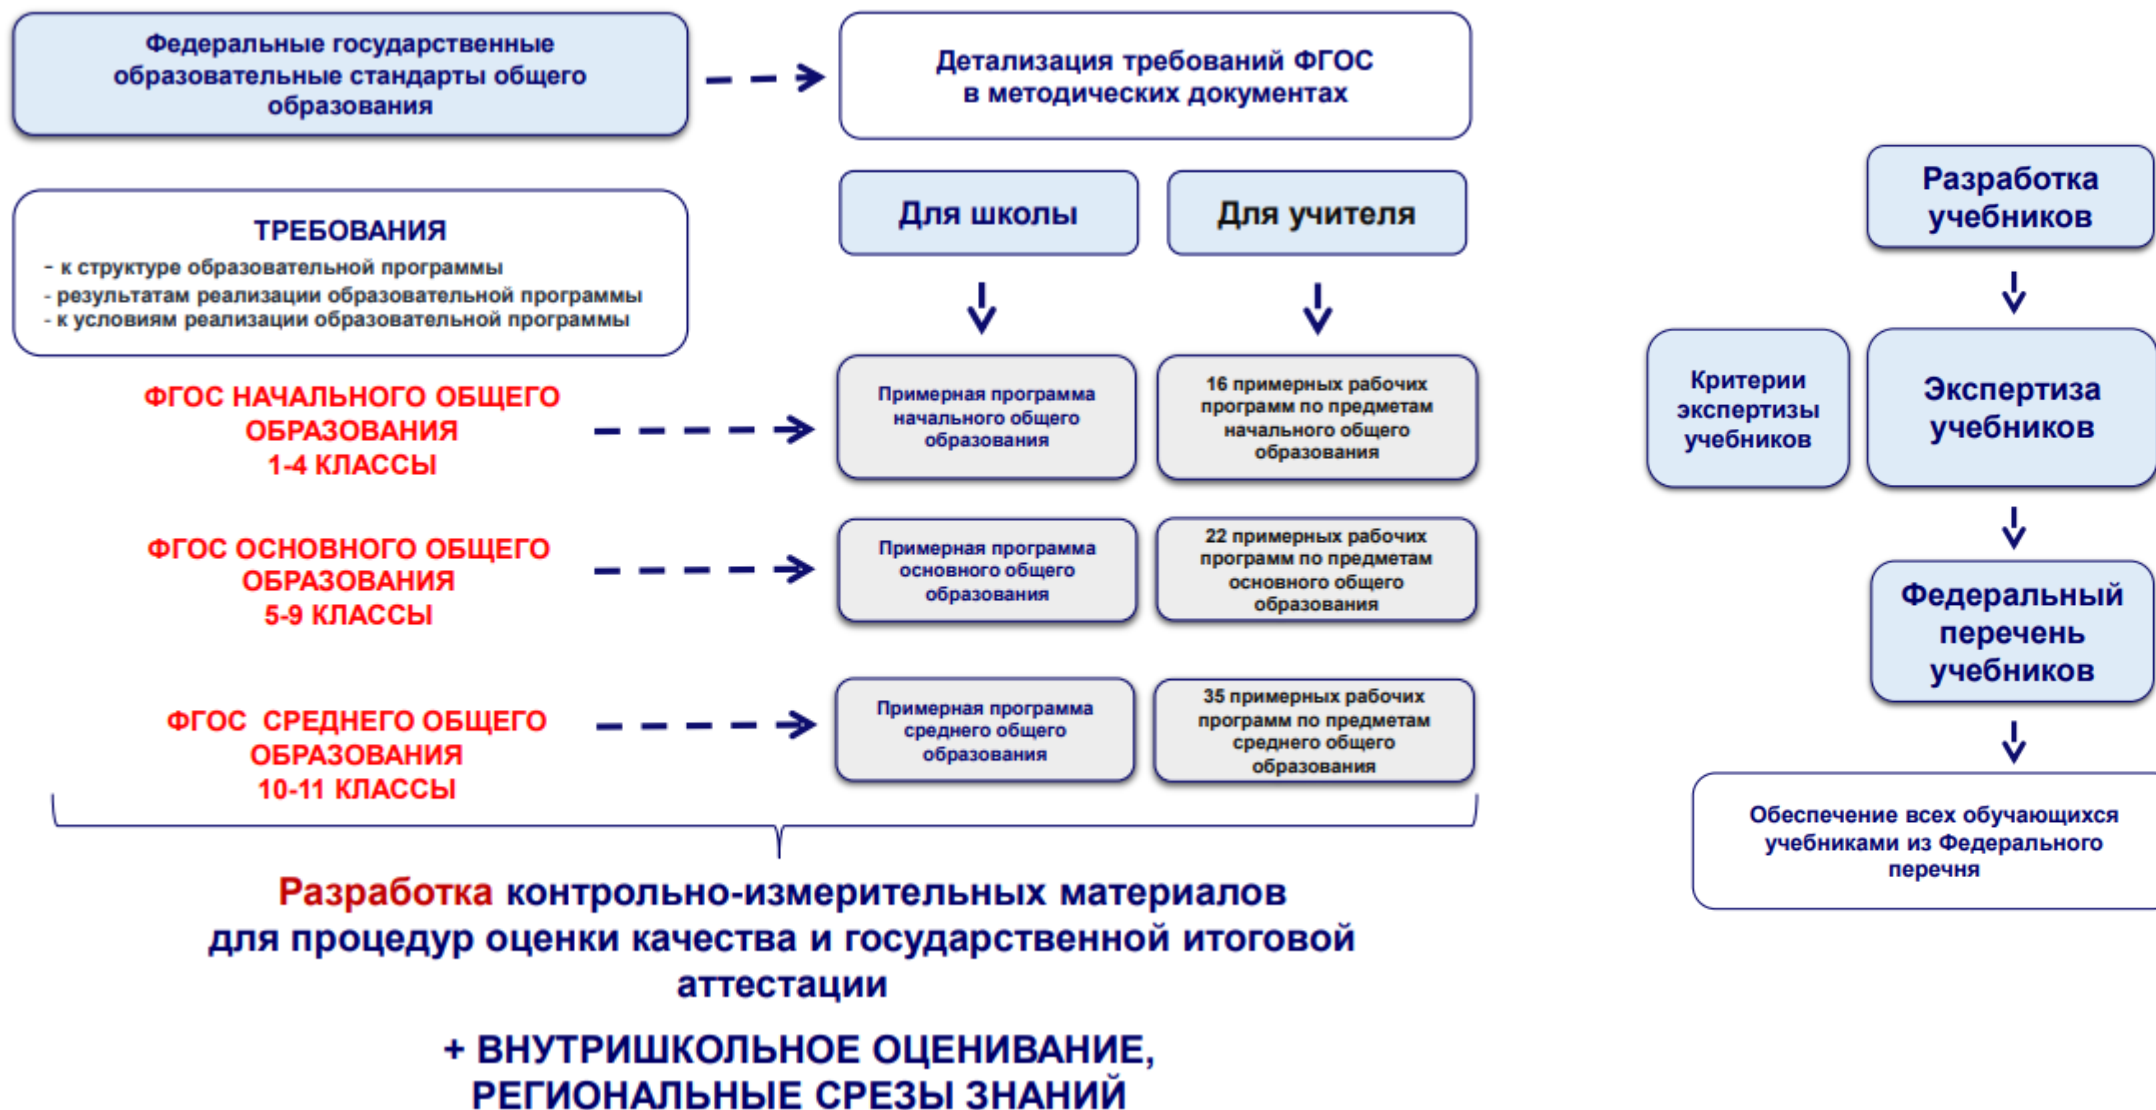 Федеральные государственные
образовательные стандарты общего
образования
Детализация требований ФГОС
в методических документах
ТРЕБОВАНИЯ
- к структуре образовательной программы
- результатам реализации образовательной программы
- к условиям реализации образовательной программы
Для школы
Для учителя
ФГОС НАЧАЛЬНОГО ОБЩЕГО
ОБРАЗОВАНИЯ
1-4 КЛАССЫ
Примерная программа
начального общего
образования
16 примерных рабочих
программ по предметам
начального общего
образования
ФГОС ОСНОВНОГО ОБЩЕГО
ОБРАЗОВАНИЯ
5-9 КЛАССЫ
Примерная программа
основного общего
образования
22 примерных рабочих
программ по предметам
основного общего
образования
ФГОС СРЕДНЕГО ОБЩЕГО
ОБРАЗОВАНИЯ
10-11 КЛАССЫ
Примерная программа
среднего общего
образования
35 примерных рабочих
программ по предметам
среднего общего
образования
Разработка контрольно-измерительных материалов
для процедур оценки качества и государственной итоговой
аттестации
+ ВНУТРИШКОЛЬНОЕ ОЦЕНИВАНИЕ,
РЕГИОНАЛЬНЫЕ СРЕЗЫ ЗНАНИЙ
Разработка
учебников
Критерии
экспертизы
учебников
Экспертиза
учебников
Федеральный
перечень
учебников
Обеспечение всех обучающихся
учебниками из Федерального
перечня